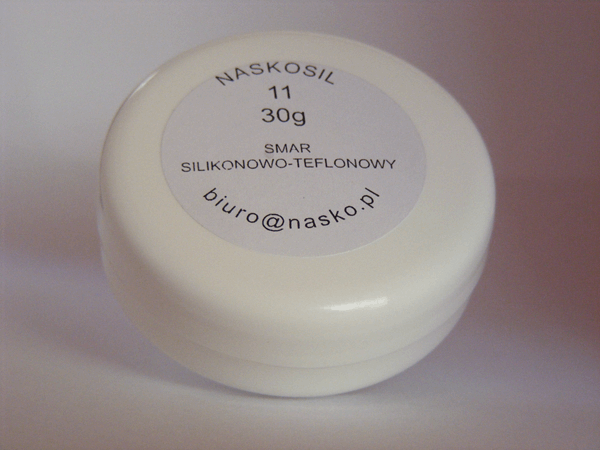 NASKOSIL
11
30g
SMAR
SILIKONOWO-TEFLONOWY
biuro@nasko.pl